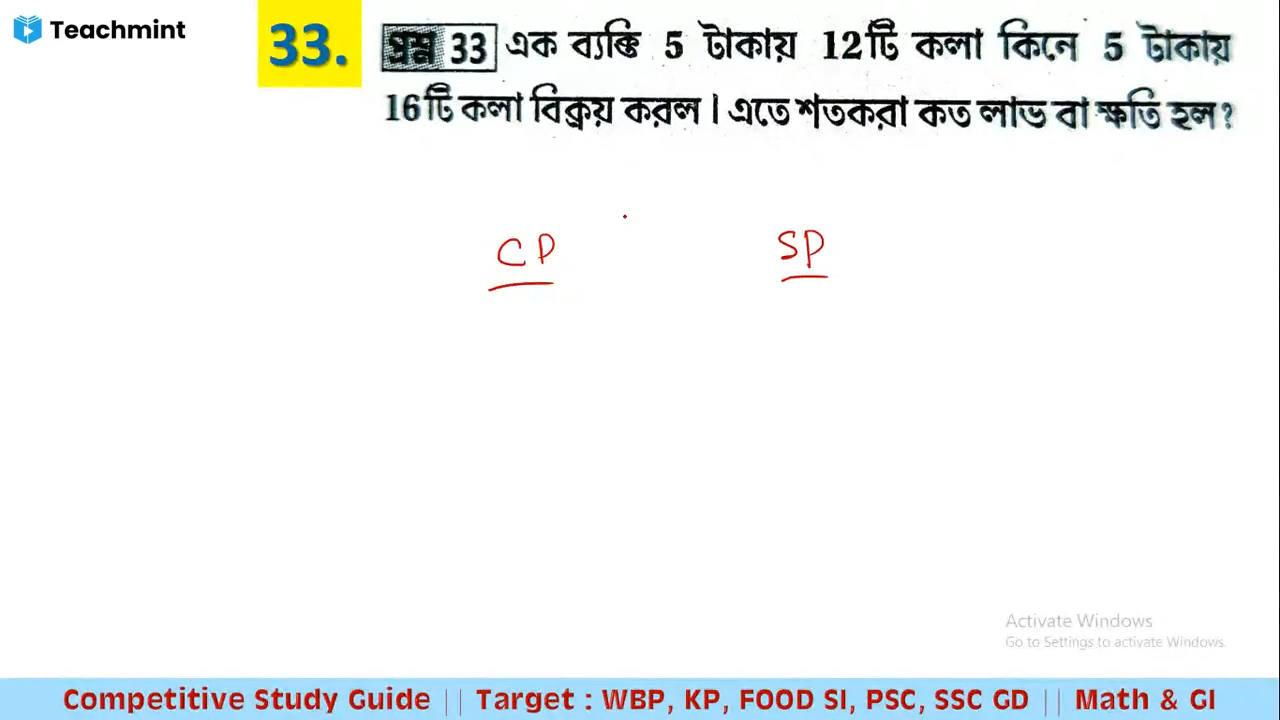 Teachmint
33.
প্রশ্ন 33 এক ব্যক্তি 5 টাকায় 12টি কলা কিনে 5 টাকায়
16টি কলা বিক্রয় করল। এতে শতকরা কত লাভ বা ক্ষতি হল?
CP SP
Activate Windows
Go to Settings to activate Windows.
Competitive Study Guide || Target : WBP, KP, FOOD SI, PSC, SSC GD || Math & GI